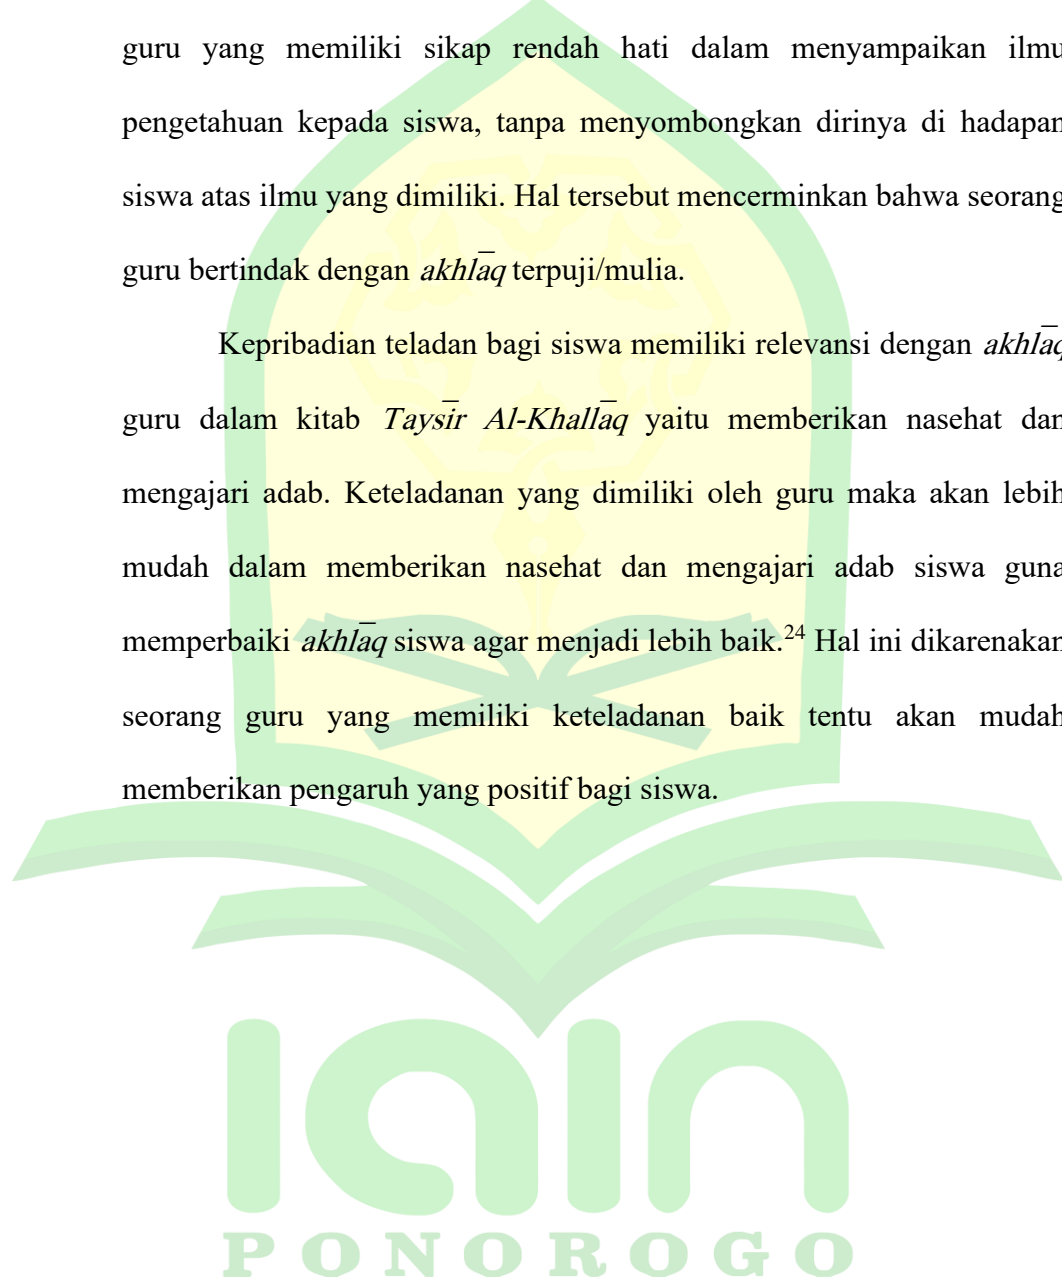 guru yang memiliki sikap rendah hati dalam menyampaikan ilmu
pengetahuan kepada siswa, tanpa menyombongkan dirinya di hadapan
siswa atas ilmu yang dimiliki. Hal tersebut mencerminkan bahwa seorang
guru bertindak dengan akhlāq terpuji/mulia.
Kepribadian teladan bagi siswa memiliki relevansi dengan akhlāq
guru dalam kitab Taysīr Al-Khallāq yaitu memberikan nasehat dan
mengajari adab. Keteladanan yang dimiliki oleh guru maka akan lebih
mudah dalam memberikan nasehat dan mengajari adab siswa guna
memperbaiki akhlāq siswa agar menjadi lebih baik.24 Hal ini dikarenakan
seorang guru yang memiliki keteladanan baik tentu akan mudah
memberikan pengaruh yang positif bagi siswa.
iain
PONOROGO